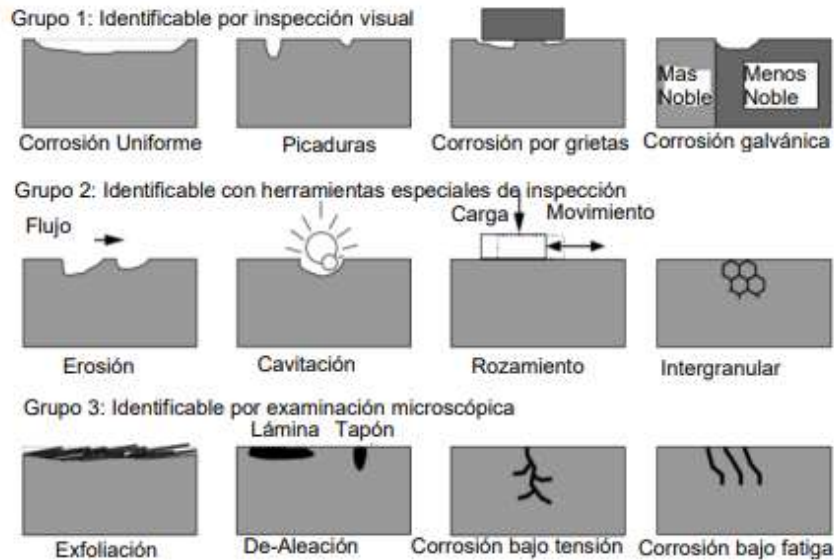 Grupo 1: Identificable por inspección visual
Mas Noble
Menos Noble
Corrosión Uniforme
Picaduras
Corrosión por grietas
Corrosión galvánica
Grupo 2: Identificable con herramientas especiales de inspección
Flujo
Carga
Movimiento
Erosión
Cavitación
Rozamiento
Intergranular
Grupo 3: Identificable por examinación microscópica
Lámina
Tapón
Exfoliación
De-Aleación
Corrosión bajo tensión
Corrosión bajo fatiga